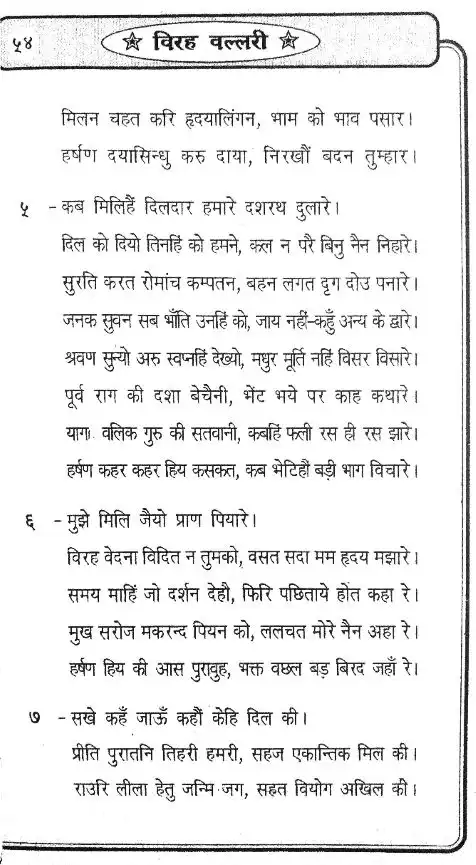 ५४
विरह वल्लरी
मिलन चहत करि हृदयालिंगन, भाम को भाव पसार।
हर्षण दयासिन्धु करु दाया, निरखौं बदन तुम्हार।
५ - कब मिलिहैं दिलदार हमारे दशरथ दुलारे।
दिल को दियो तिनहिं को हमने, कल न परै बिनु नैन निहारे।
सुरति करत रोमांच कम्पतन, बहन लगत दृग दोउ पनारे।
जनक सुवन सब भाँति उनहिं को, जाय नहीं-कहुँ अन्य के द्वारे।
श्रवण सुन्यो अरु स्वप्नहिं देख्यो, मधुर मूर्ति नहिं विसर विसारे।
पूर्व राग की दशा बेचैनी, भेंट भये पर काह कथारे।
याग वलिक गुरु की सतवानी, कबहिं फली रस ही रस झारे।
हर्षण कहर कहर हिय कसकत, कब भेटिहौं बड़ी भाग विचारे।
६ - मुझे मिलि जैयो प्राण पियारे।
विरह वेदना विदित न तुमको, वसत सदा मम हृदय मझारे।
समय माहिं जो दर्शन देहौ, फिरि पछिताये होत कहा रे।
मुख सरोज मकरन्द पियन को, ललचत मोरे नैन अहा रे।
हर्षण हिय की आस पुरावुह, भक्त वछल बड़ बिरद जहाँ रे।
७ - सखे कहँ जाऊँ कहौं केहि दिल की।
प्रीति पुरातनि तिहरी हमरी, सहज एकान्तिक मिल की।
राउरि लीला हेतु जन्मि जग, सहत वियोग अखिल की।